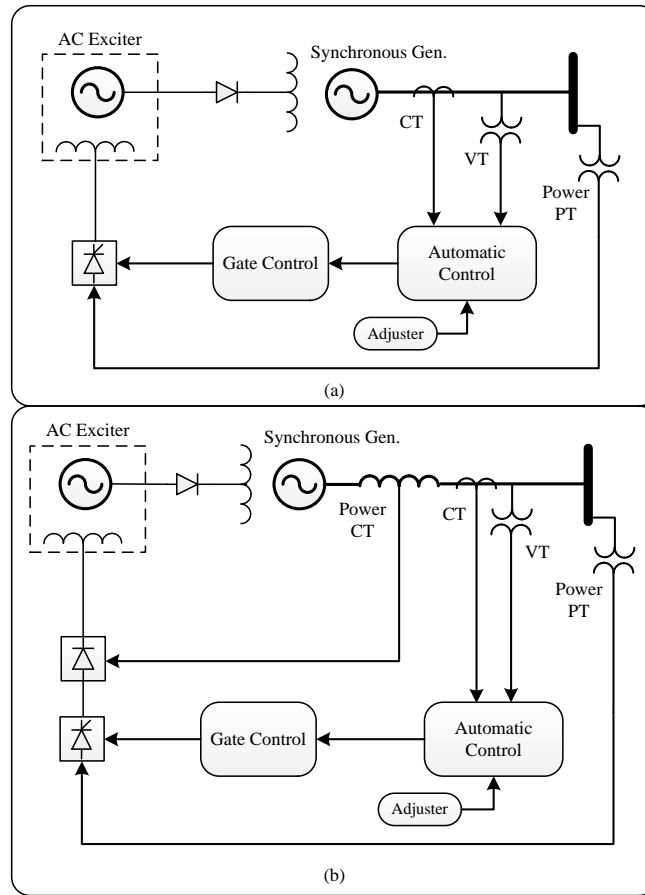 AC Exciter
Synchronous Gen.
CT
VT
Power
PT
Gate Control
Automatic
Control
Adjuster
(a)
AC Exciter
Synchronous Gen.
Power
CT
CT
VT
Power
PT
Gate Control
Automatic
Control
Adjuster
(b)